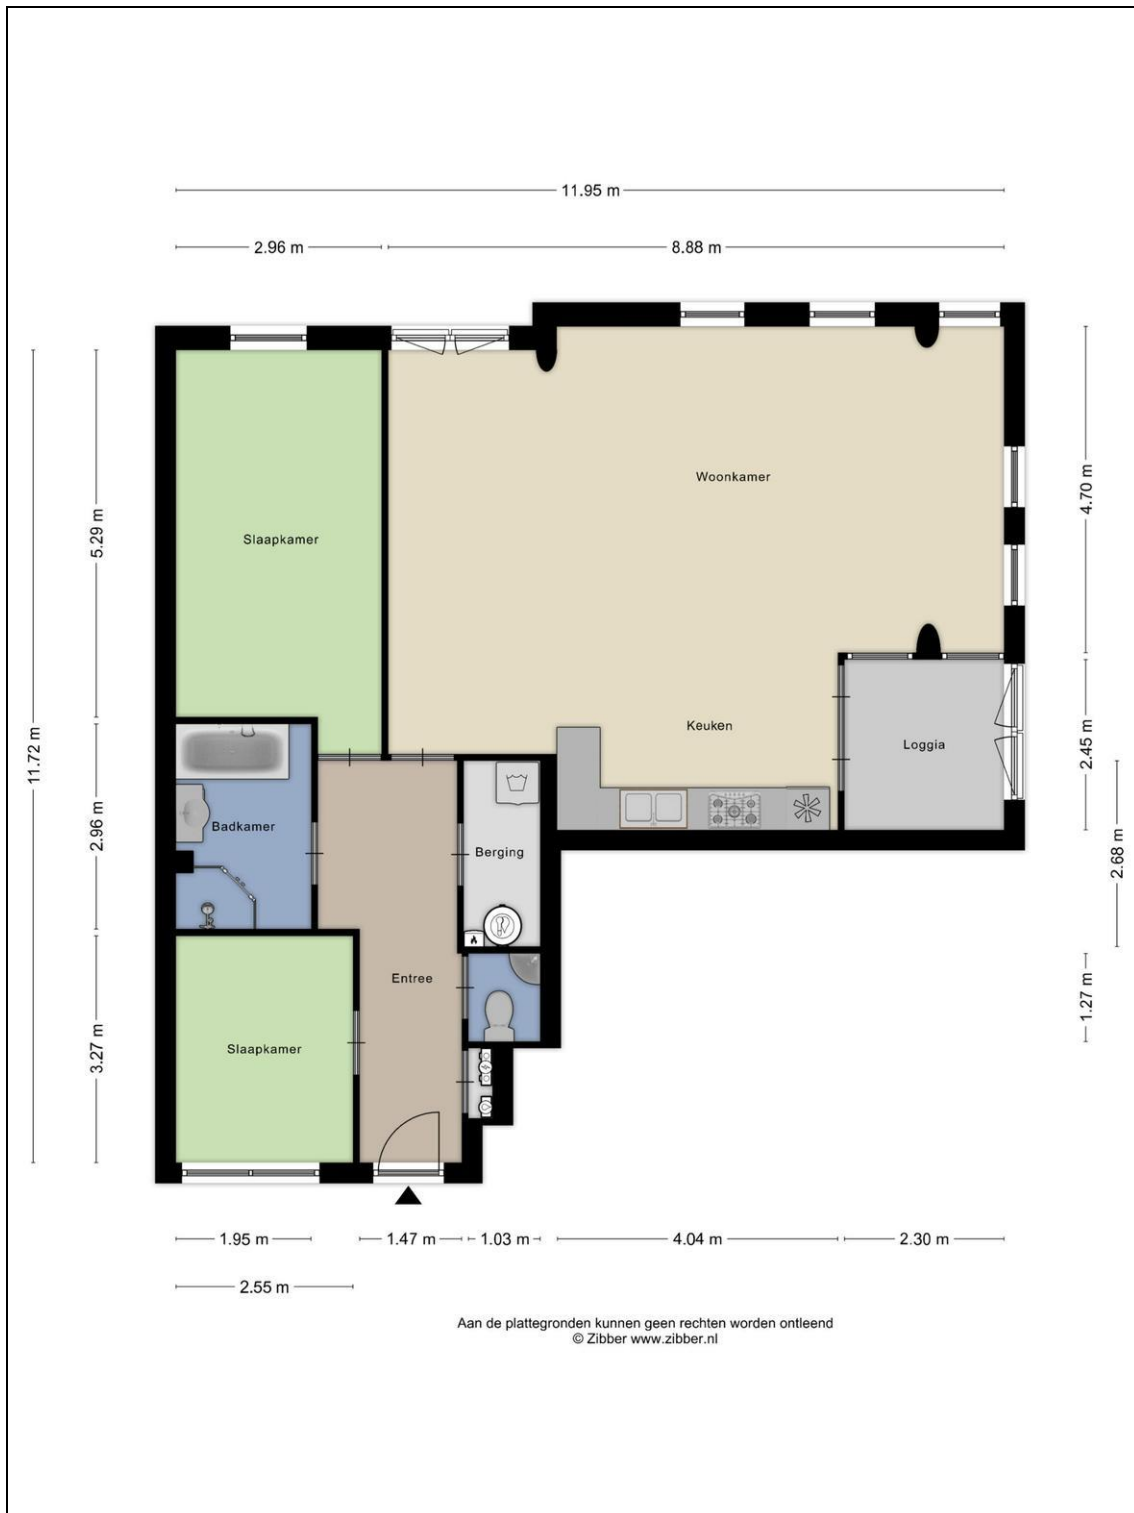 11.95 m
2.96 m
8.88 m
Woonkamer
4.70 m
5.29 m
Slaapkamer
Keuken
Loggia
11.72 m
2.45 m
2.96 m
Badkamer
Berging
2.68 m
Entree
1.27 m
3.27 m
Slaapkamer
1.95 m
1.47 m
1.03 m
4.04 m
2.30 m
2.55 m
Aan de plattegronden kunnen geen rechten worden ontleend
© Zibber www.zibber.nl